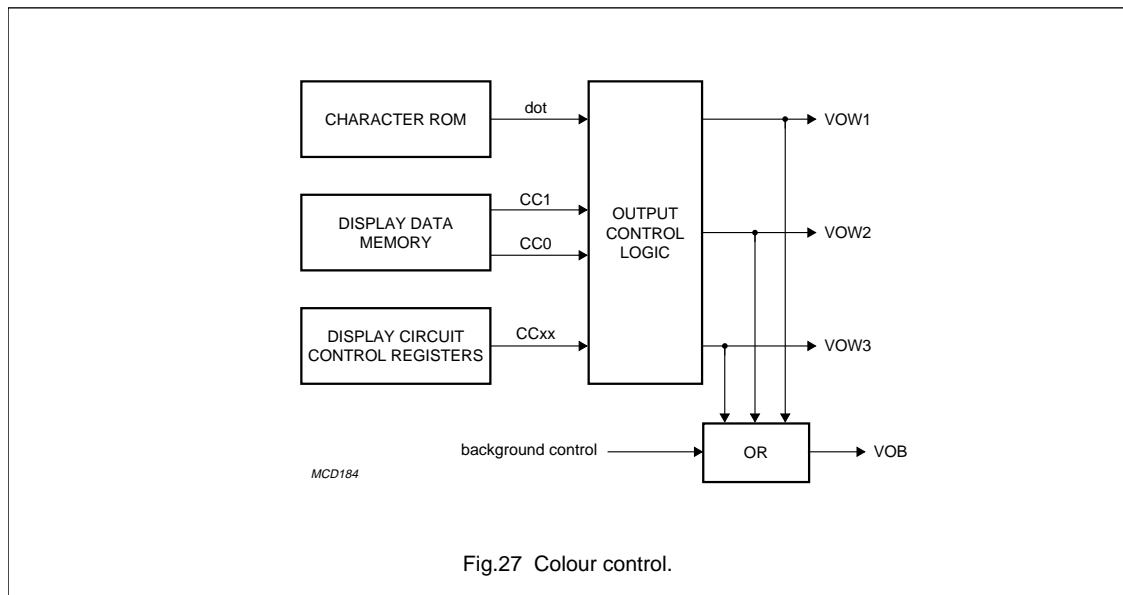 CHARACTER ROM
dot
DISPLAY DATA
MEMORY
CC1
CC0
DISPLAY CIRCUIT
CONTROL REGISTERS
CCxx
OUTPUT
CONTROL
LOGIC
VOW1
VOW2
VOW3
background control
OR
VOB
MCD184
Fig.27 Colour control.